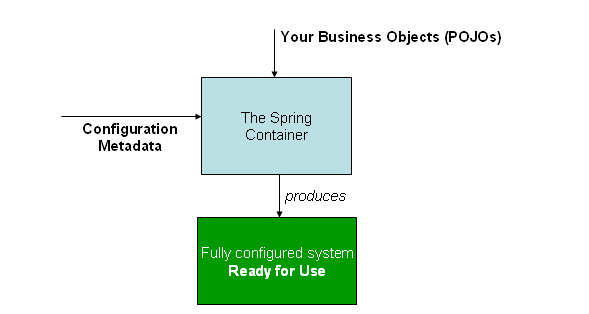 Your Business Objects (POJOs)
The Spring
Container
Configuration
Metadata
produces
Fully configured system
Ready for Use